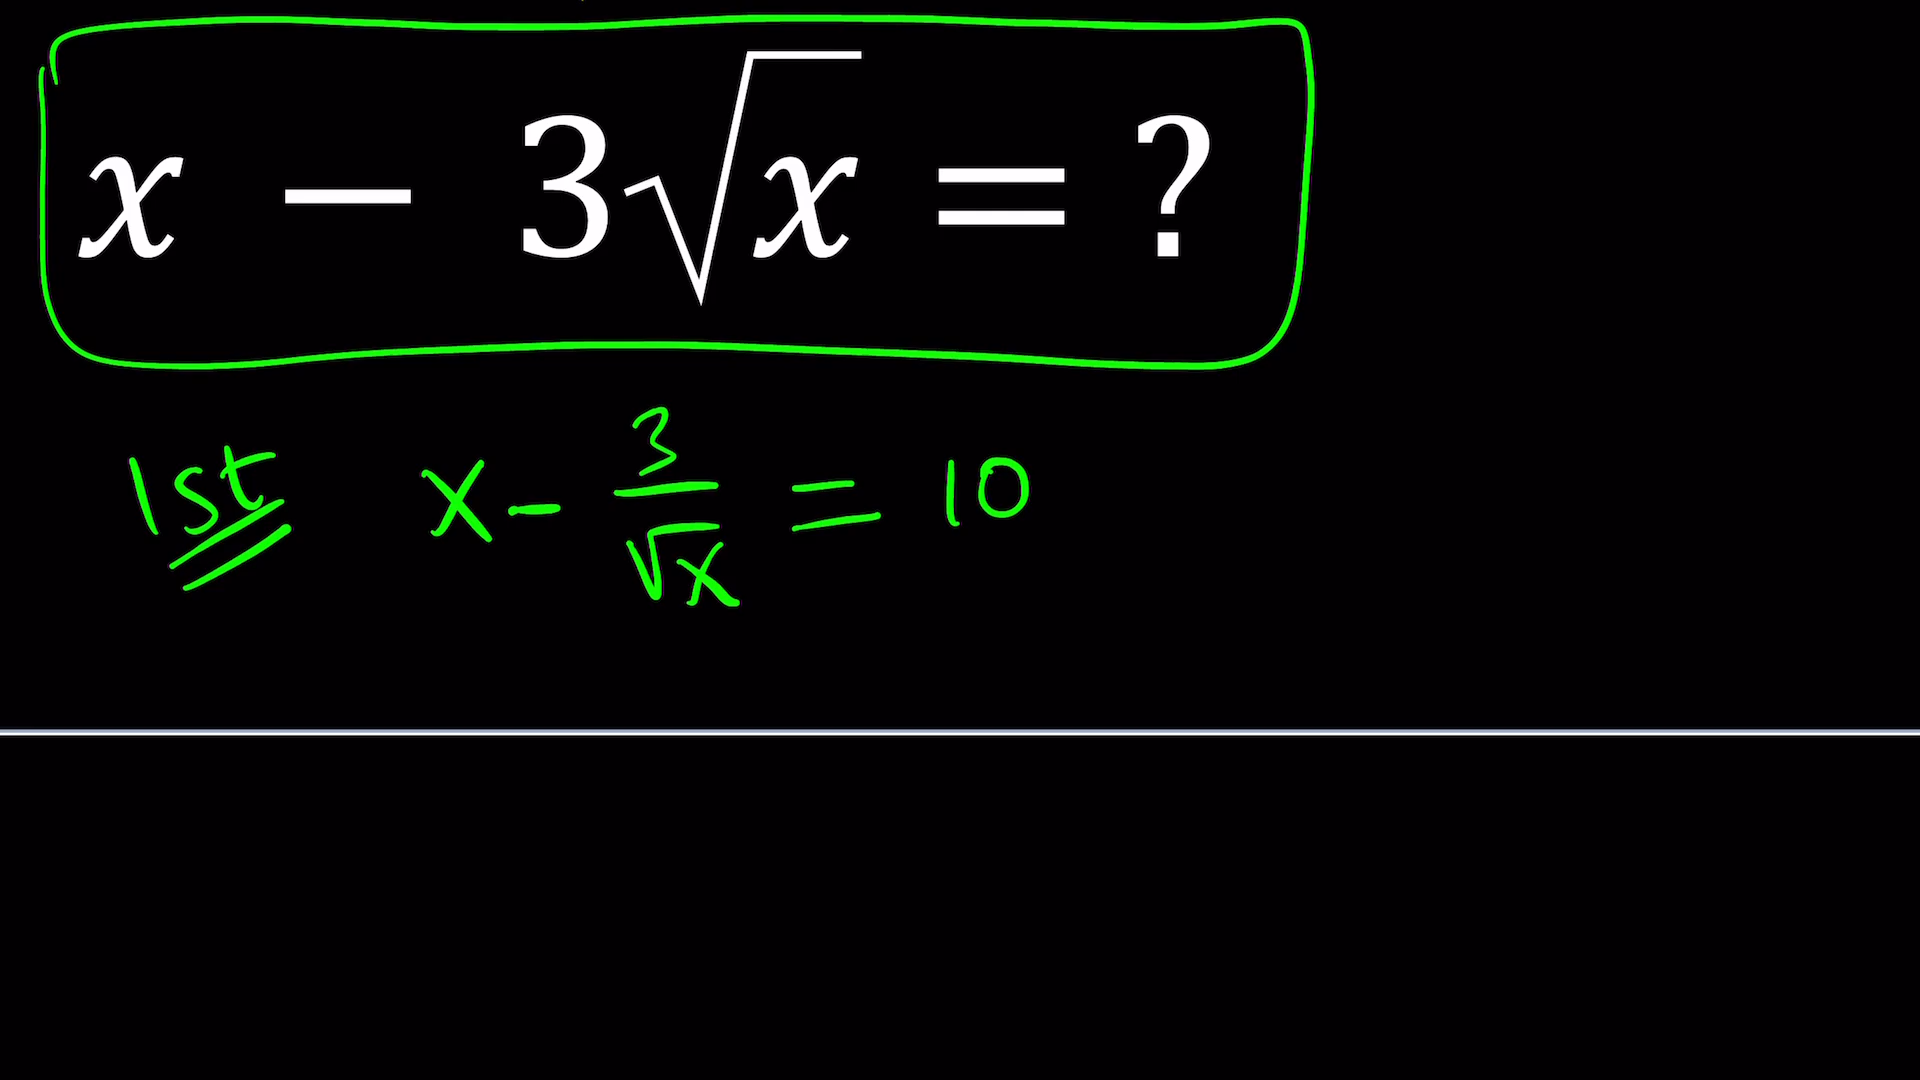 x − 3√x = ?
1st x - 3/√x = 10